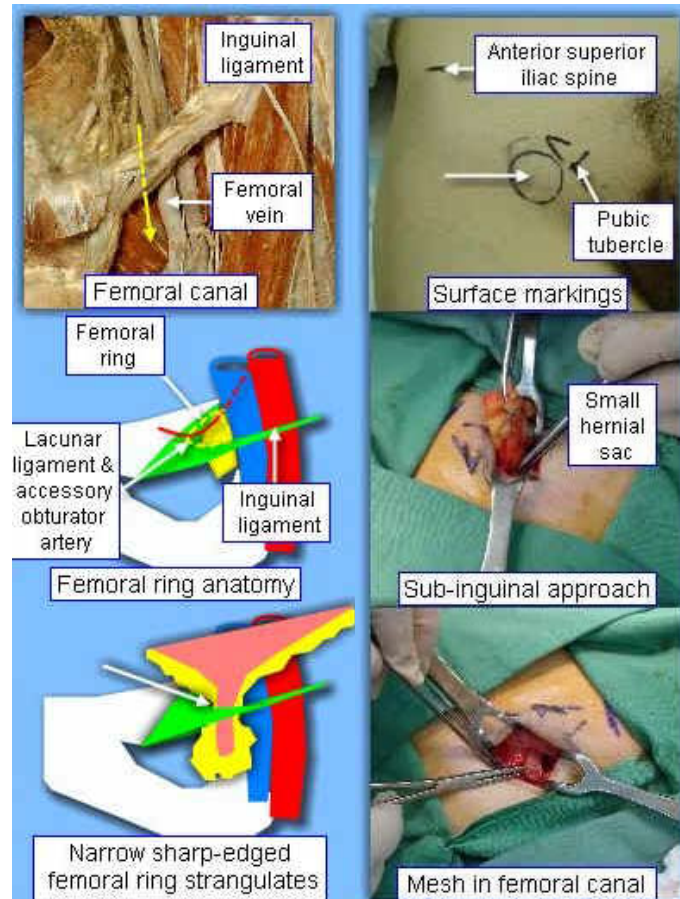 Inguinal
ligament
Femoral
vein
Femoral canal
Anterior superior
iliac spine
Pubic
tubercle
Surface markings
Femoral
ring
Lacunar
ligament &
accessory
obturator
artery
Inguinal
ligament
Femoral ring anatomy
Small
hernial
sac
Sub-inguinal approach
Narrow sharp-edged
femoral ring strangulates
Mesh in femoral canal